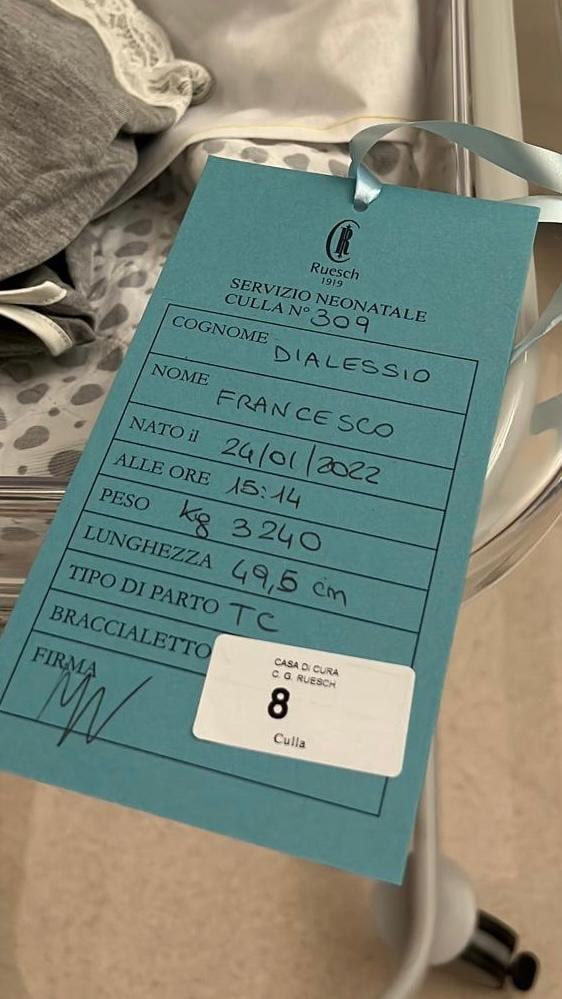 CR
Ruesch
1919
SERVIZIO NEONATALE
CULLA N° 309
COGNOME DIALESSIO
NOME FRANCESCO
NATO il 24/01/2022
ALLE ORE 15:14
PESO kg 3240
LUNGHEZZA 49,5 cm
TIPO DI PARTO TC
BRACCIALETTO
FIRMA
CASA DI CURA
C. G. RUESCH
8
Culla